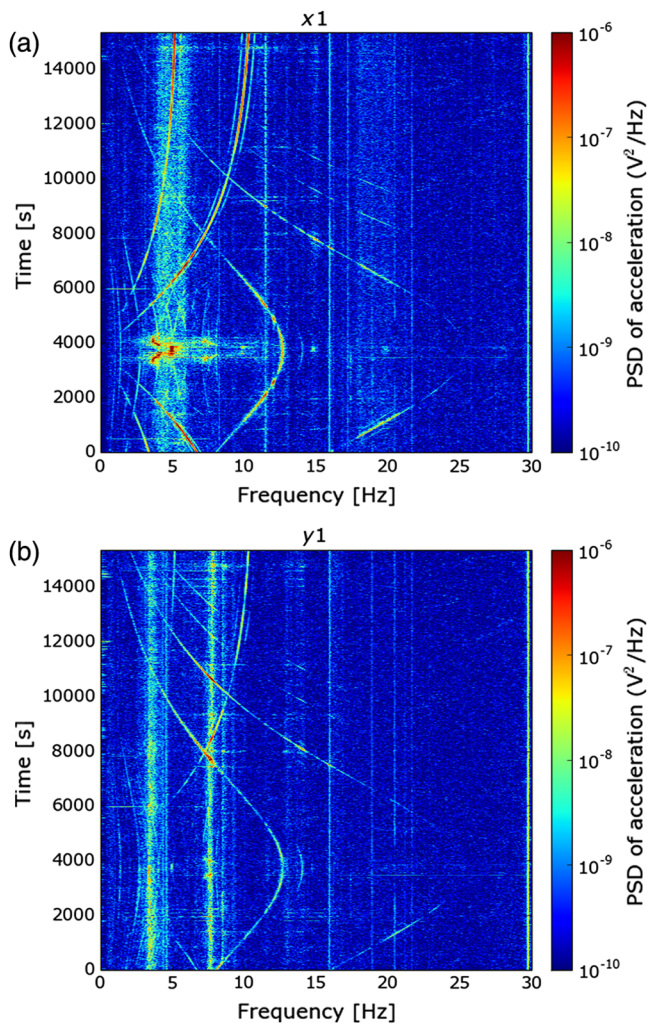 (a)
x1
14000
12000
10000
8000
6000
4000
2000
0
Time [s]
0 5 10 15 20 25 30
Frequency [Hz]
10⁻⁶
10⁻⁷
10⁻⁸
10⁻⁹
10⁻¹⁰
PSD of acceleration (V²/Hz)
(b)
y1
14000
12000
10000
8000
6000
4000
2000
0
Time [s]
0 5 10 15 20 25 30
Frequency [Hz]
10⁻⁶
10⁻⁷
10⁻⁸
10⁻⁹
10⁻¹⁰
PSD of acceleration (V²/Hz)